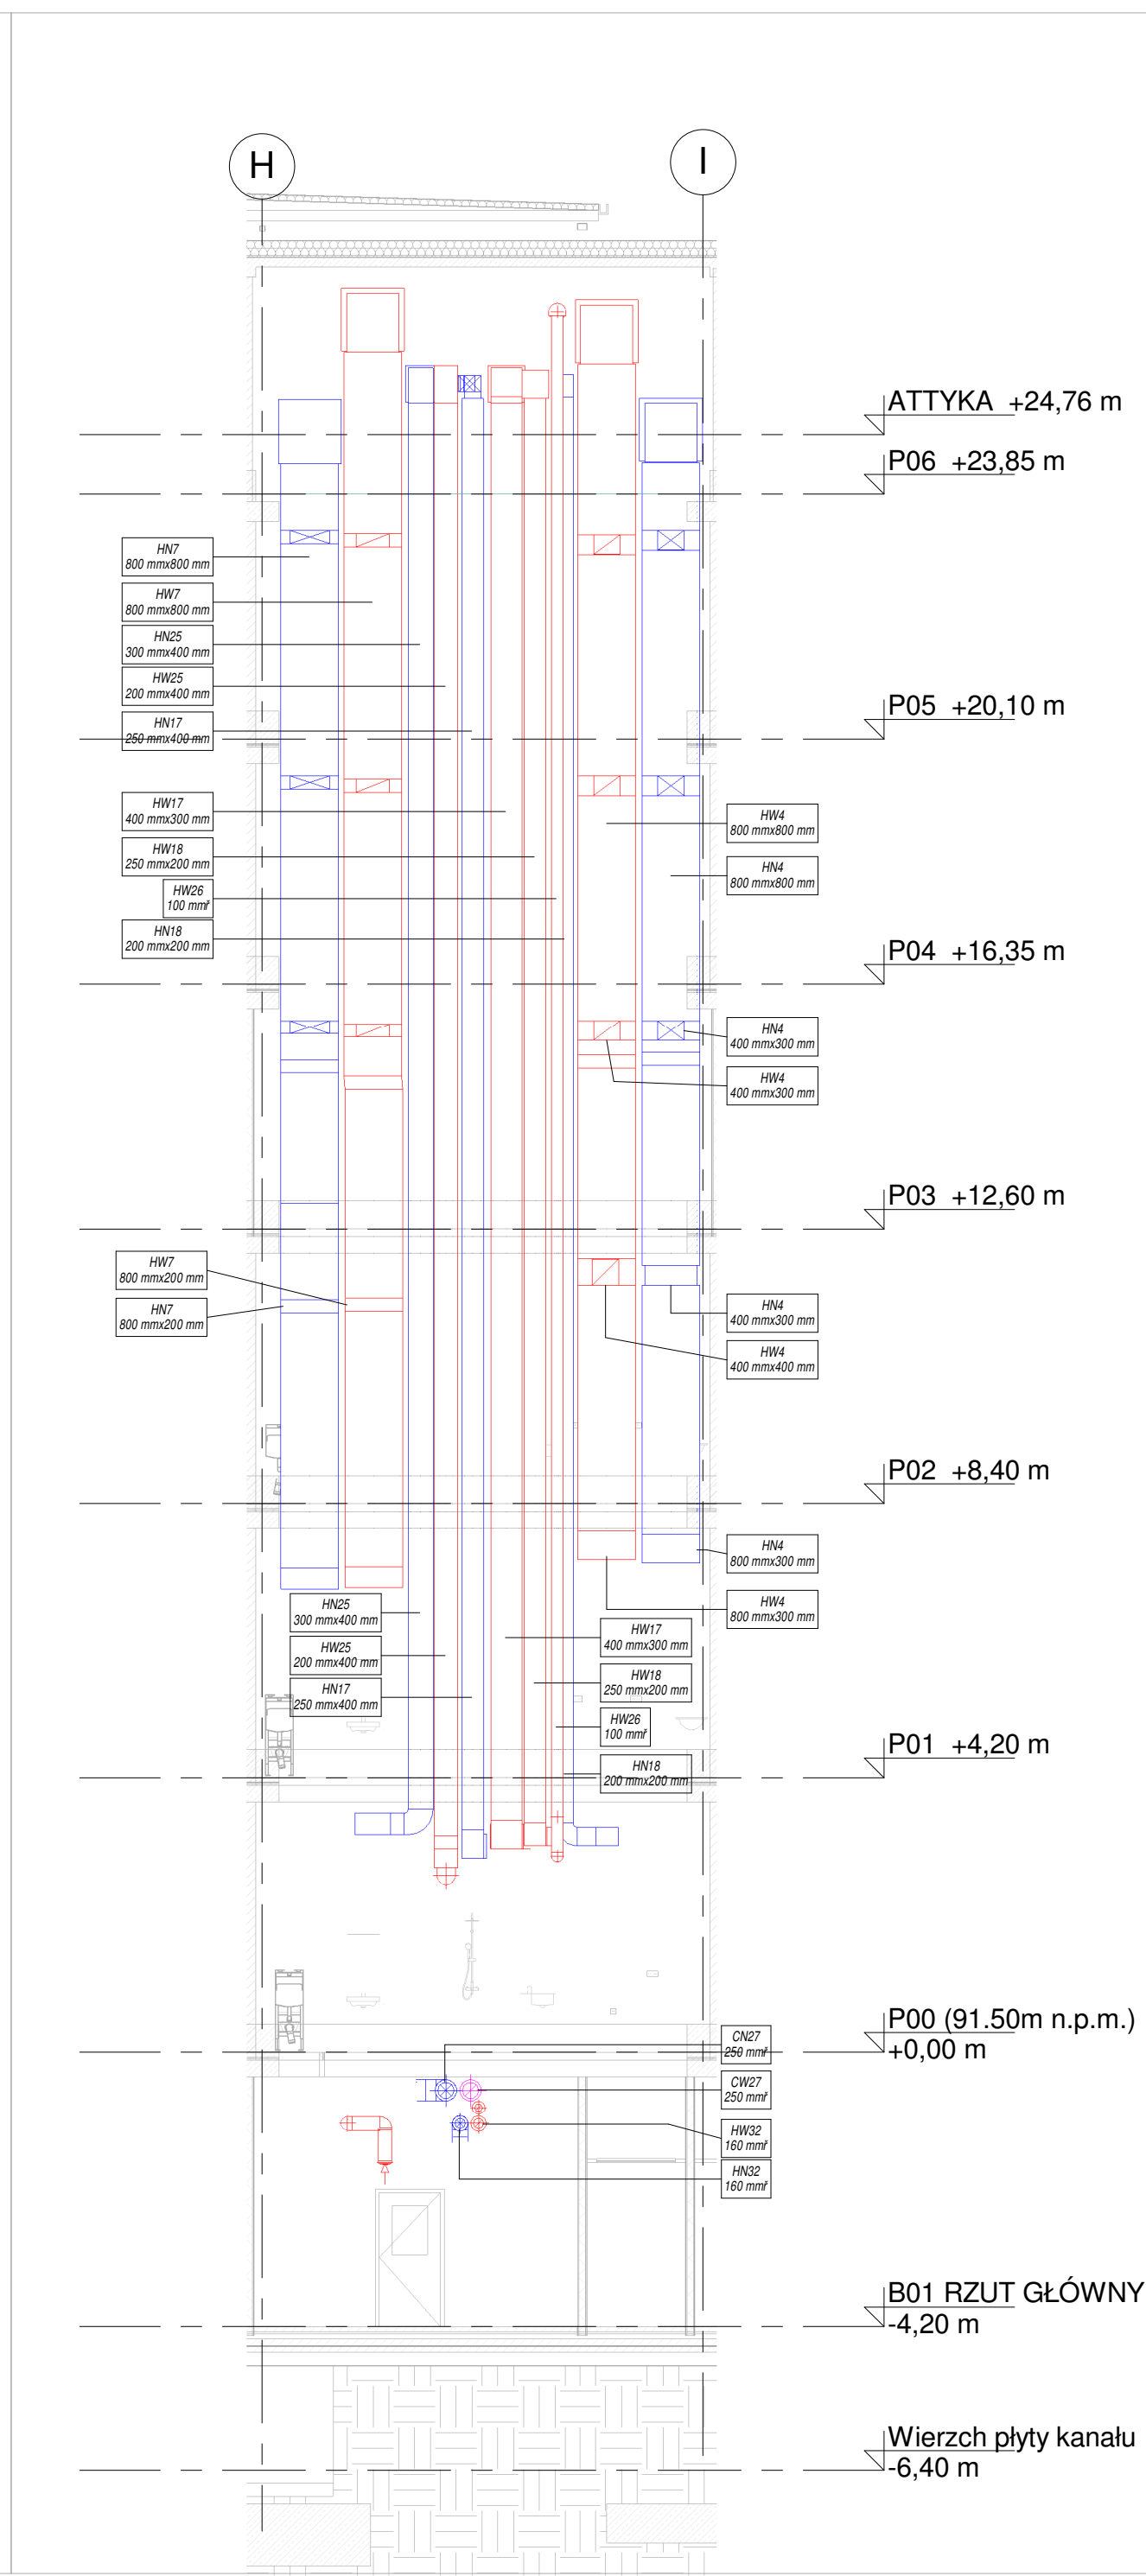 H
I
ATTYKA +24,76 m
P06 +23,85 m
HN7
800 mmx800 mm
HW7
800 mmx800 mm
HN25
300 mmx400 mm
HW25
200 mmx400 mm
HN17
250 mmx400 mm
P05 +20,10 m
HW17
400 mmx300 mm
HW18
250 mmx200 mm
HW26
100 mmř
HN18
200 mmx200 mm
HW4
800 mmx800 mm
HN4
800 mmx800 mm
P04 +16,35 m
HN4
400 mmx300 mm
HW4
400 mmx300 mm
P03 +12,60 m
HW7
800 mmx200 mm
HN7
800 mmx200 mm
HN4
400 mmx300 mm
HW4
400 mmx400 mm
P02 +8,40 m
HN4
800 mmx300 mm
HW4
800 mmx300 mm
HN25
300 mmx400 mm
HW25
200 mmx400 mm
HN17
250 mmx400 mm
HW17
400 mmx300 mm
HW18
250 mmx200 mm
HW26
100 mmř
HN18
200 mmx200 mm
P01 +4,20 m
P00 (91.50m n.p.m.)
+0,00 m
CN27
250 mmř
CW27
250 mmř
HW32
160 mmř
HN32
160 mmř
B01 RZUT GŁÓWNY
-4,20 m
Wierzch płyty kanału
-6,40 m